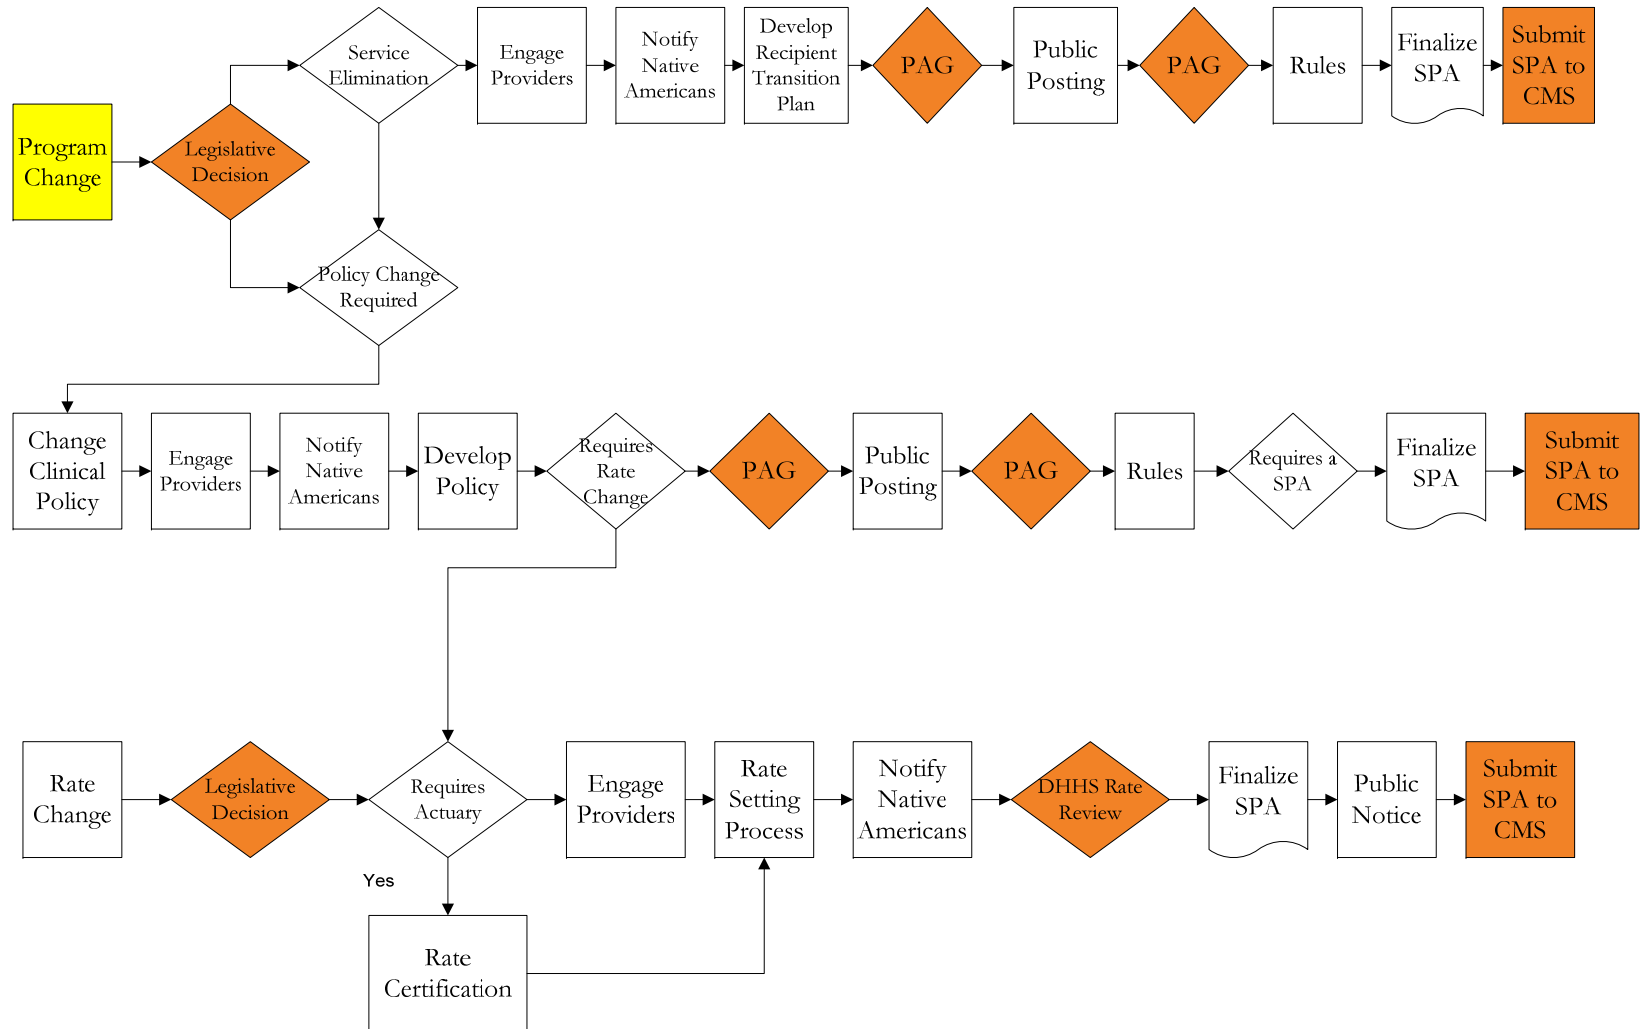 Program
Change
Legislative
Decision
Service
Elimination
Engage
Providers
Notify
Native
Americans
Develop
Recipient
Transition
Plan
PAG
Public
Posting
PAG
Rules
Finalize
SPA
Submit
SPA to
CMS
Policy Change
Required
Change
Clinical
Policy
Engage
Providers
Notify
Native
Americans
Develop
Policy
Requires
Rate
Change
PAG
Public
Posting
PAG
Rules
Requires a
SPA
Finalize
SPA
Submit
SPA to
CMS
Rate
Change
Legislative
Decision
Requires
Actuary
Engage
Providers
Rate
Setting
Process
Notify
Native
Americans
DHHS Rate
Review
Finalize
SPA
Public
Notice
Submit
SPA to
CMS
Yes
Rate
Certification